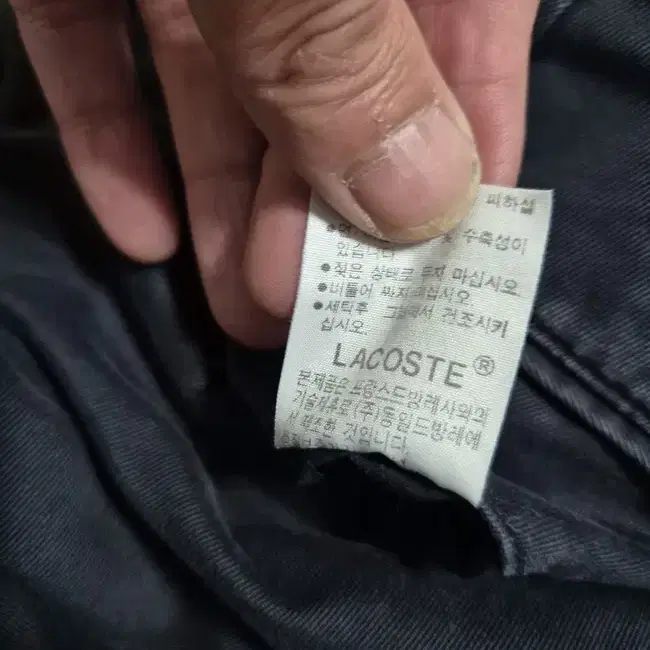 피하십
수축성이
있습니다
●젖은 상태로 두지 마십시오.
●비틀어 짜지 마십시오.
●세탁후 그늘에서 건조시키
십시오.
LACOSTE®
본제품은 프랑스드방레사와의
기술제휴로 (주)동일드방레에
서 제조한 것입니다